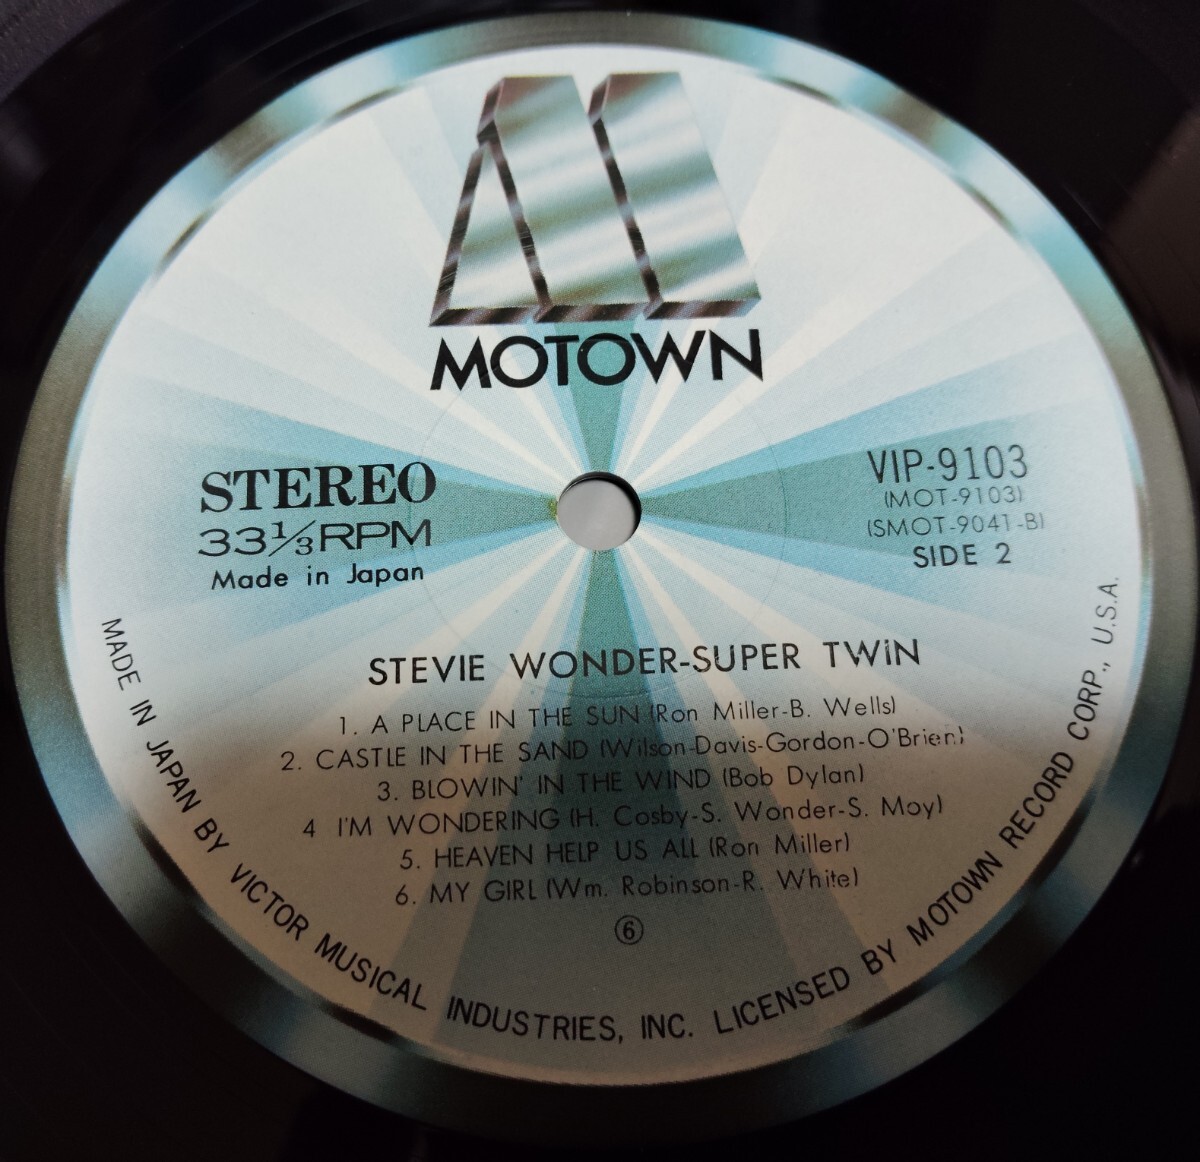 MOTOWN
STEREO
33⅓RPM
Made in Japan
VIP-9103
(MOT-9103)
(SMOT-9041-B)
SIDE 2
STEVIE WONDER-SUPER TWiN
1. A PLACE IN THE SUN (Ron Miller-B. Wells)
2. CASTLE IN THE SAND (Wilson-Davis-Gordon-O'Brien)
3. BLOWIN' IN THE WIND (Bob Dylan)
4 I'M WONDERING (H. Cosby-S. Wonder-S. Moy)
5. HEAVEN HELP US ALL (Ron Miller)
6. MY GIRL (Wm. Robinson-R. White)
⑥
MADE IN JAPAN BY VICTOR MUSICAL INDUSTRIES, INC. LICENSED BY MOTOWN RECORD CORP., U.S.A.